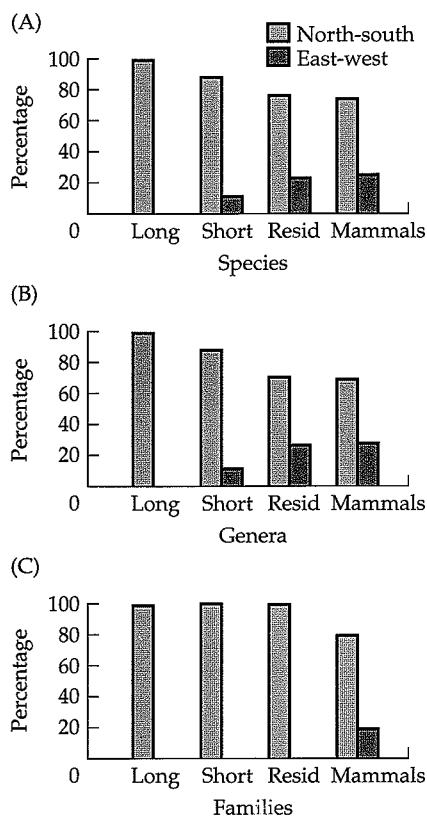 (A)
North-south
East-west
Percentage
100
80
60
40
20
0
Long Short Resid Mammals
Species
(B)
Percentage
100
80
60
40
20
0
Long Short Resid Mammals
Genera
(C)
Percentage
100
80
60
40
20
0
Long Short Resid Mammals
Families